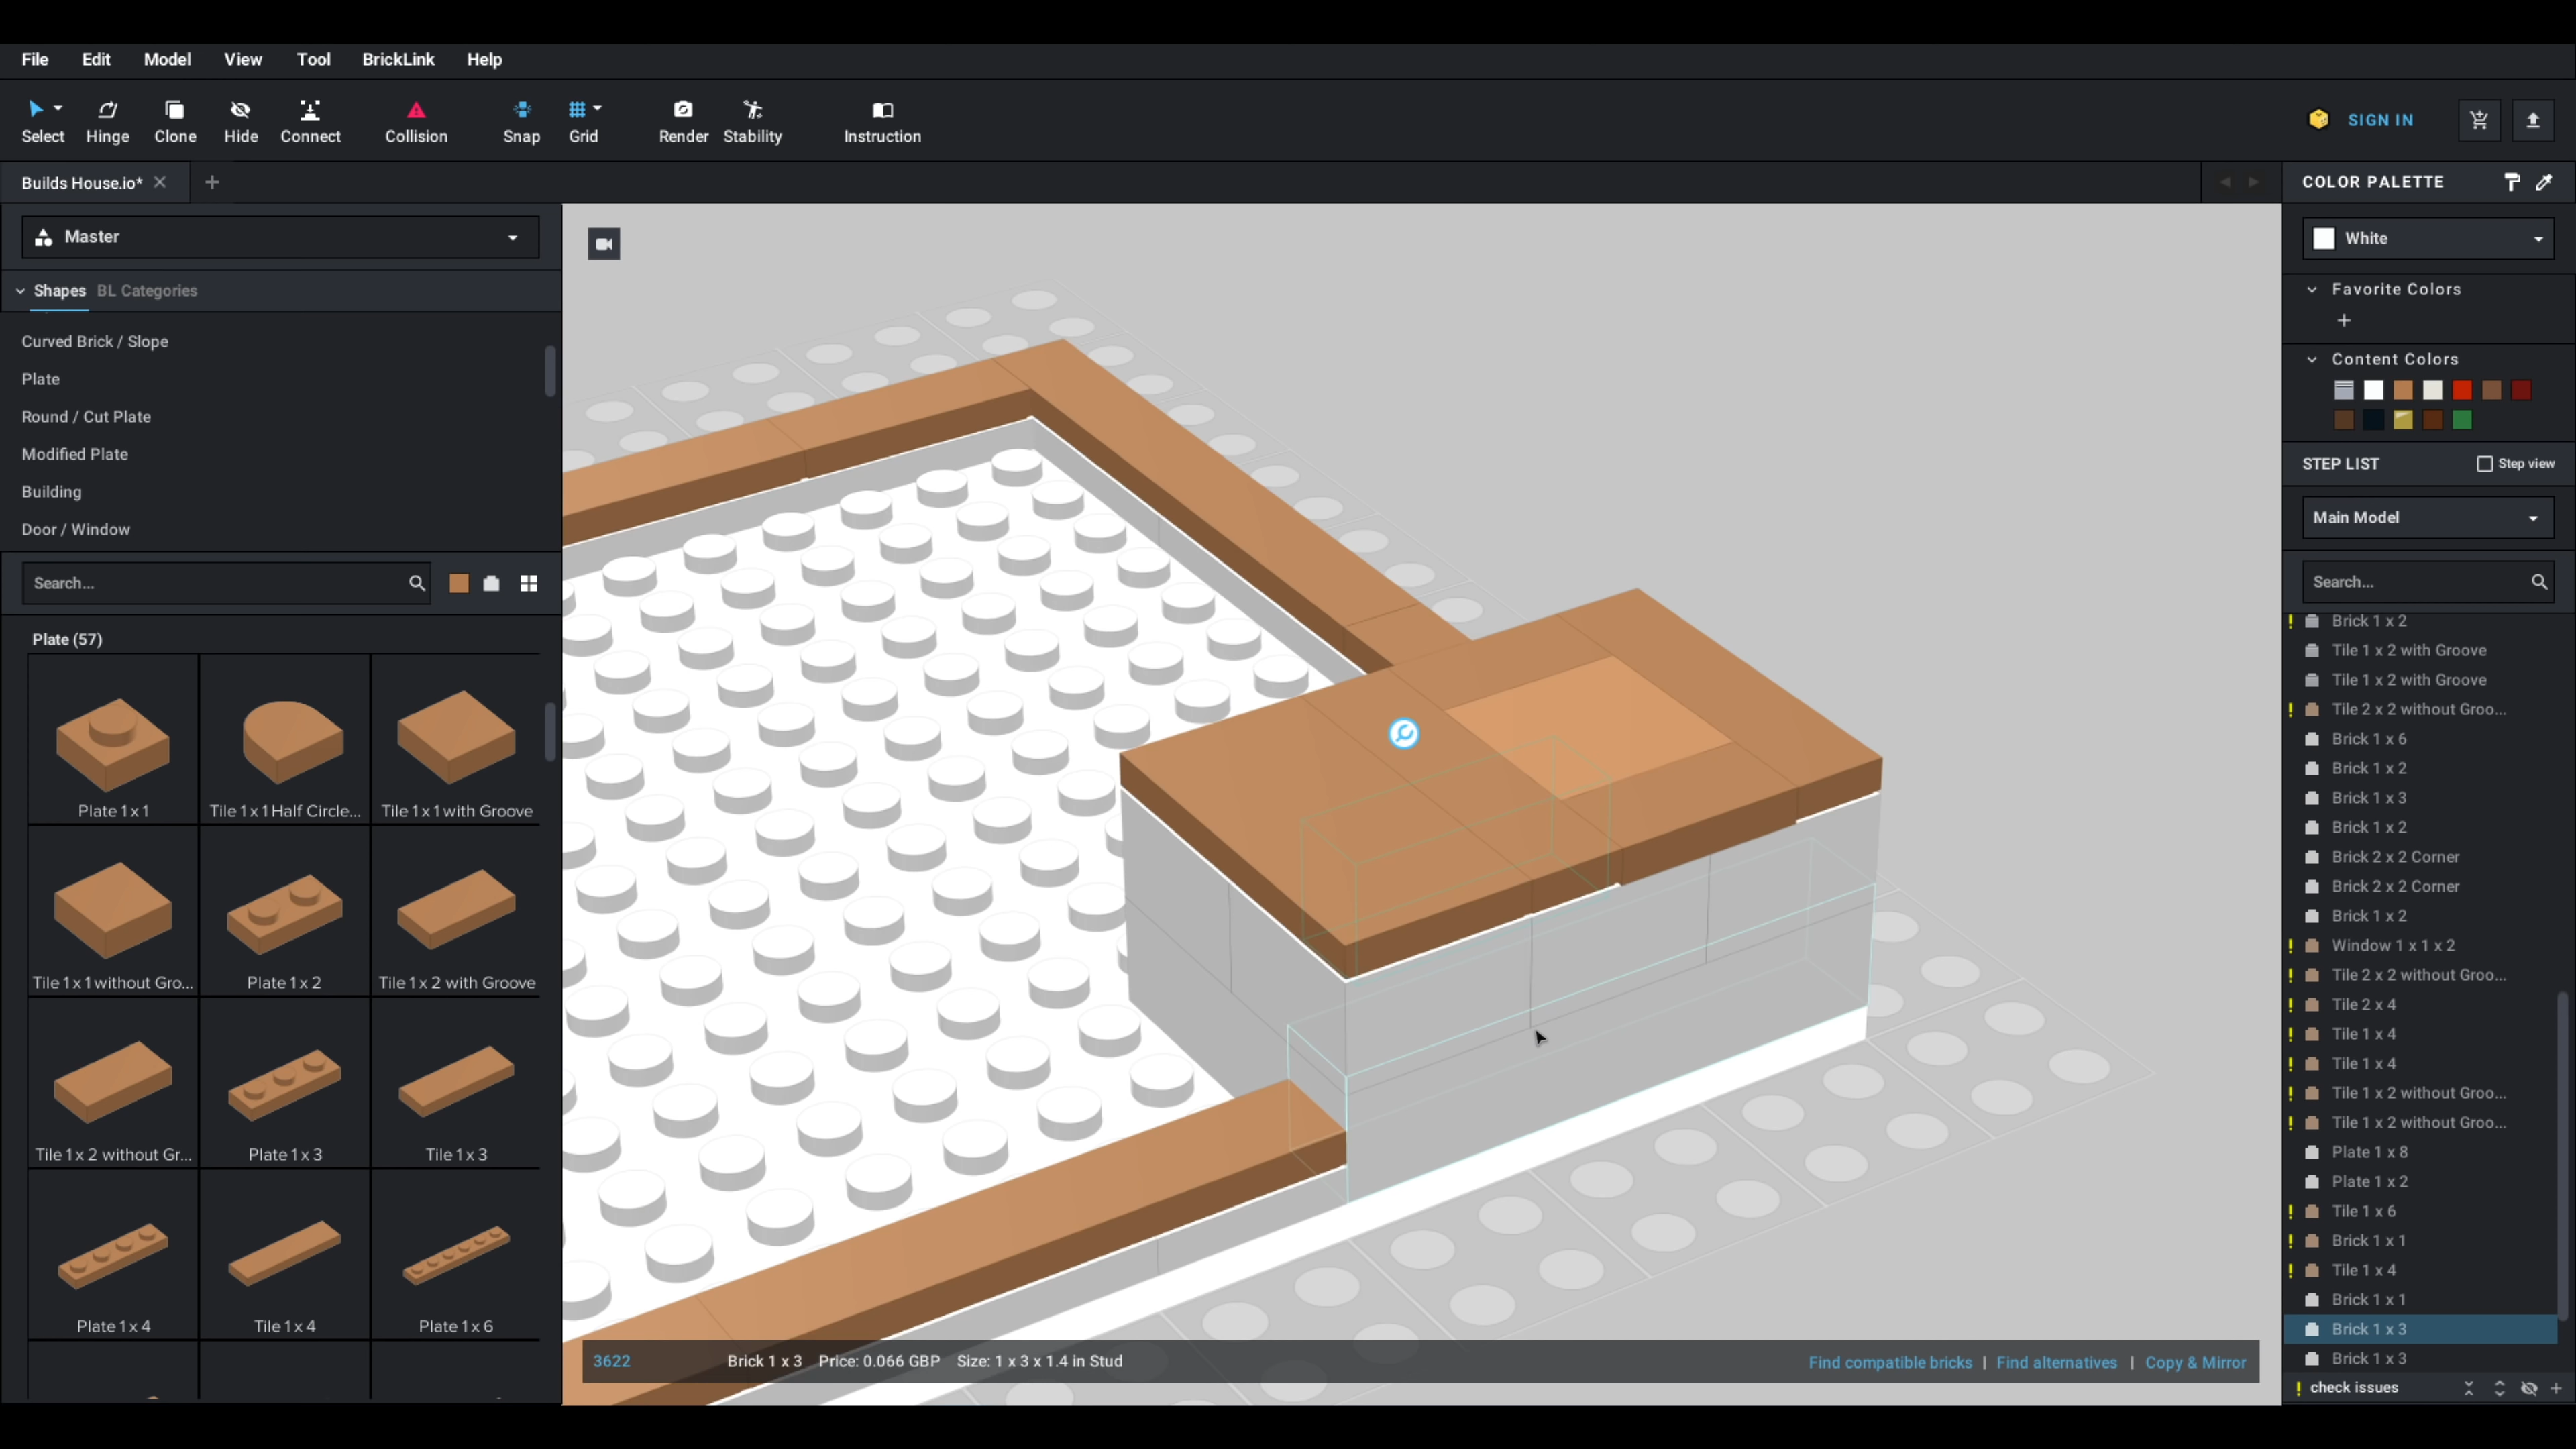 File Edit Model View Tool BrickLink Help
Select Hinge Clone Hide Connect Collision Snap Grid Render Stability Instruction
SIGN IN
Builds House.io*
Master
Shapes BL Categories
Curved Brick / Slope
Plate
Round / Cut Plate
Modified Plate
Building
Door / Window
Search...
Plate (57)
Plate 1 x 1 Tile 1 x 1 Half Circle... Tile 1 x 1 with Groove
Tile 1 x 1 without Gro... Plate 1 x 2 Tile 1 x 2 with Groove
Tile 1 x 2 without Gr... Plate 1 x 3 Tile 1 x 3
Plate 1 x 4 Tile 1 x 4 Plate 1 x 6
3622 Brick 1 x 3 Price: 0.066 GBP Size: 1 x 3 x 1.4 in Stud
Find compatible bricks | Find alternatives | Copy & Mirror
COLOR PALETTE
White
Favorite Colors
Content Colors
STEP LIST Step view
Main Model
Search...
Brick 1 x 2
Tile 1 x 2 with Groove
Tile 1 x 2 with Groove
Tile 2 x 2 without Groo...
Brick 1 x 6
Brick 1 x 2
Brick 1 x 3
Brick 1 x 2
Brick 2 x 2 Corner
Brick 2 x 2 Corner
Brick 1 x 2
Window 1 x 1 x 2
Tile 2 x 2 without Groo...
Tile 2 x 4
Tile 1 x 4
Tile 1 x 4
Tile 1 x 2 without Groo...
Tile 1 x 2 without Groo...
Plate 1 x 8
Plate 1 x 2
Tile 1 x 6
Brick 1 x 1
Tile 1 x 4
Brick 1 x 1
Brick 1 x 3
Brick 1 x 3
check issues